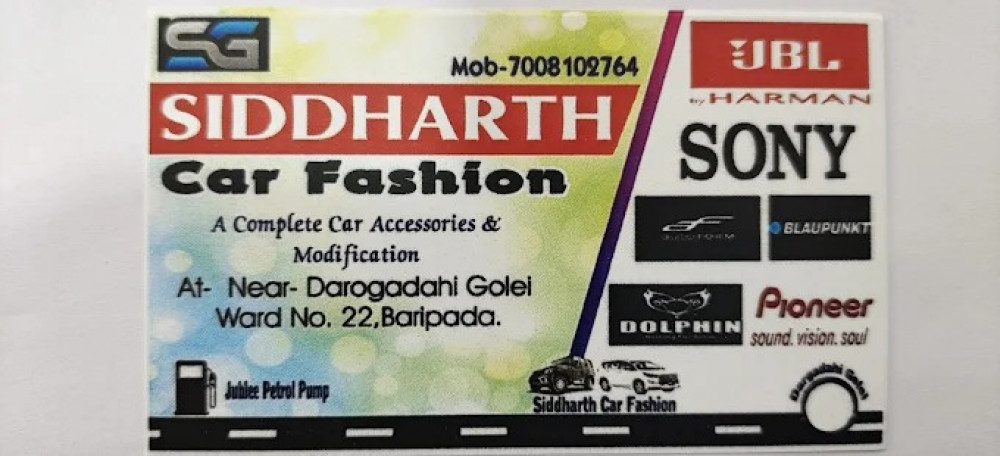 SG
Mob-7008102764
SIDDHARTH
Car Fashion
A Complete Car Accessories &
Modification
At- Near- Darogadahi Golei
Ward No. 22,Baripada.
JBL
by HARMAN
SONY
BLAUPUNKT
DOLPHIN
Pioneer
sound. vision. soul
Jublee Petrol Pump
Siddharth Car Fashion
Darogadahi Golei